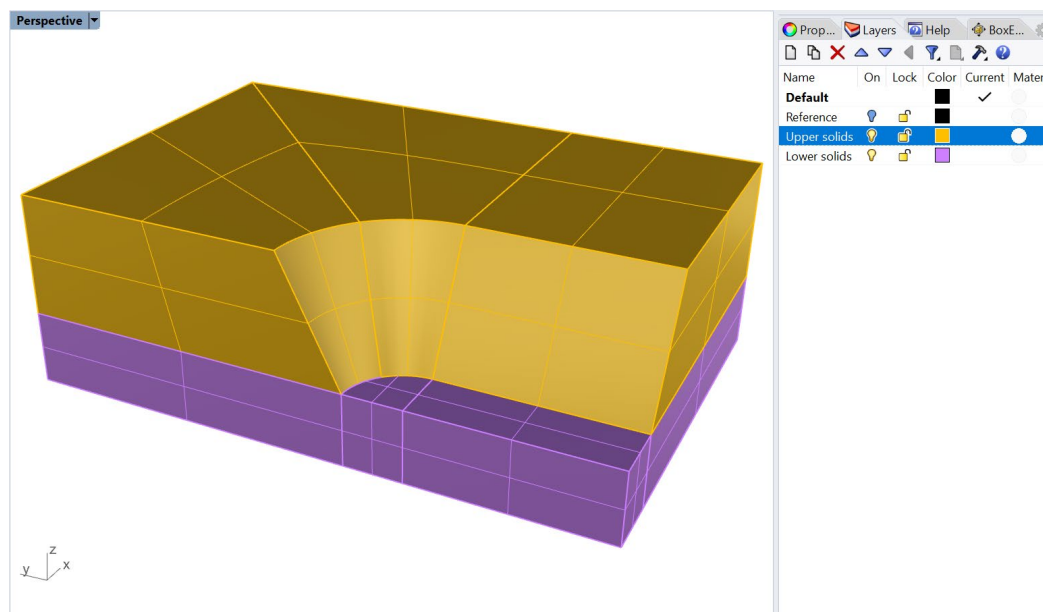 Perspective
Prop... Layers Help BoxE...
Name On Lock Color Current Mater
Default
Reference
Upper solids
Lower solids
z
y x